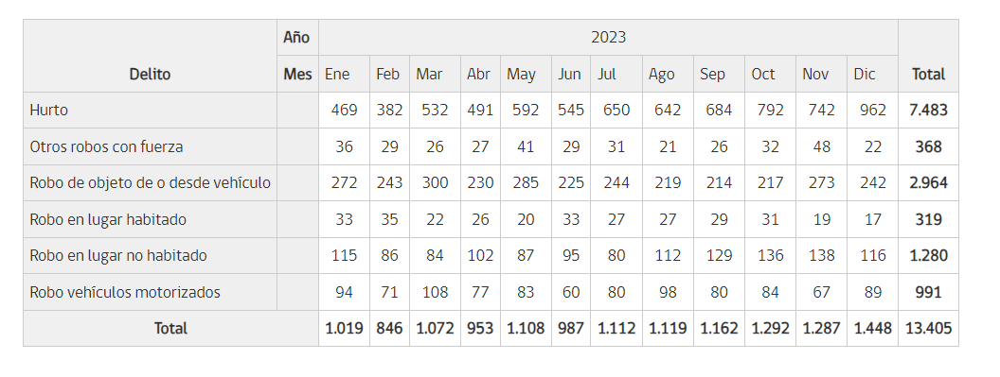 Año 2023
Delito Mes Ene Feb Mar Abr May Jun Jul Ago Sep Oct Nov Dic Total
Hurto 469 382 532 491 592 545 650 642 684 792 742 962 7.483
Otros robos con fuerza 36 29 26 27 41 29 31 21 26 32 48 22 368
Robo de objeto de o desde vehículo 272 243 300 230 285 225 244 219 214 217 273 242 2.964
Robo en lugar habitado 33 35 22 26 20 33 27 27 29 31 19 17 319
Robo en lugar no habitado 115 86 84 102 87 95 80 112 129 136 138 116 1.280
Robo vehículos motorizados 94 71 108 77 83 60 80 98 80 84 67 89 991
Total 1.019 846 1.072 953 1.108 987 1.112 1.119 1.162 1.292 1.287 1.448 13.405